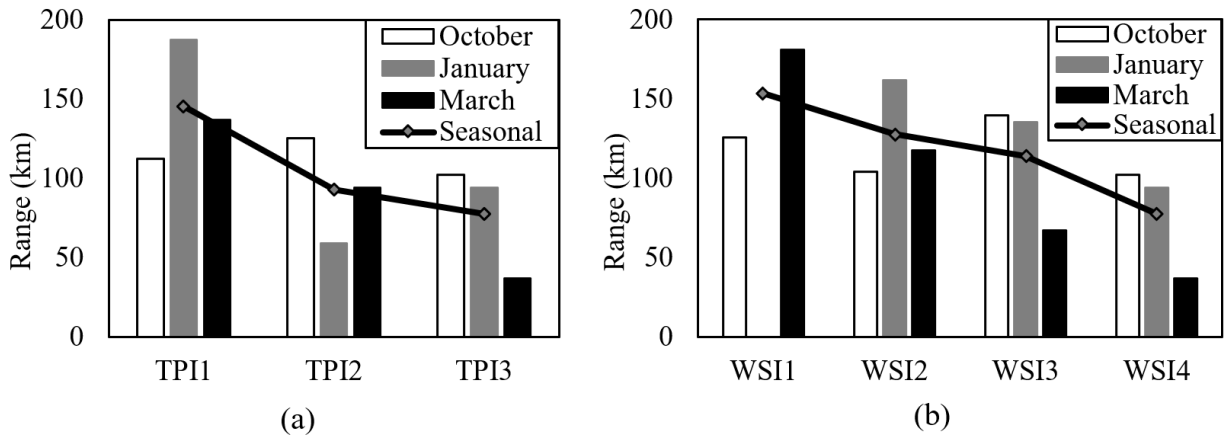 Range (km)
200
150
100
50
0
October
January
March
Seasonal
TPI1 TPI2 TPI3
(a)
Range (km)
200
150
100
50
0
October
January
March
Seasonal
WSI1 WSI2 WSI3 WSI4
(b)